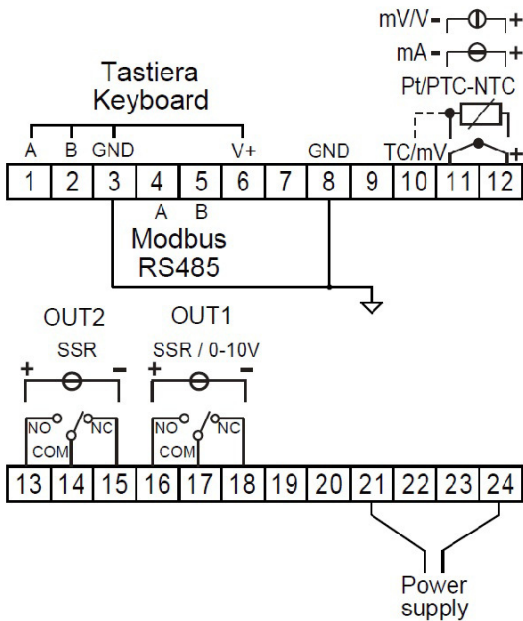 mV/V - +
mA - +
Tastiera
Keyboard
Pt/PTC-NTC
A B GND V+ GND TC/mV +
1 2 3 4 5 6 7 8 9 10 11 12
A B
Modbus
RS485
OUT2 OUT1
SSR SSR / 0-10V
+ - + -
NO NC NO NC
COM COM
13 14 15 16 17 18 19 20 21 22 23 24
Power
supply